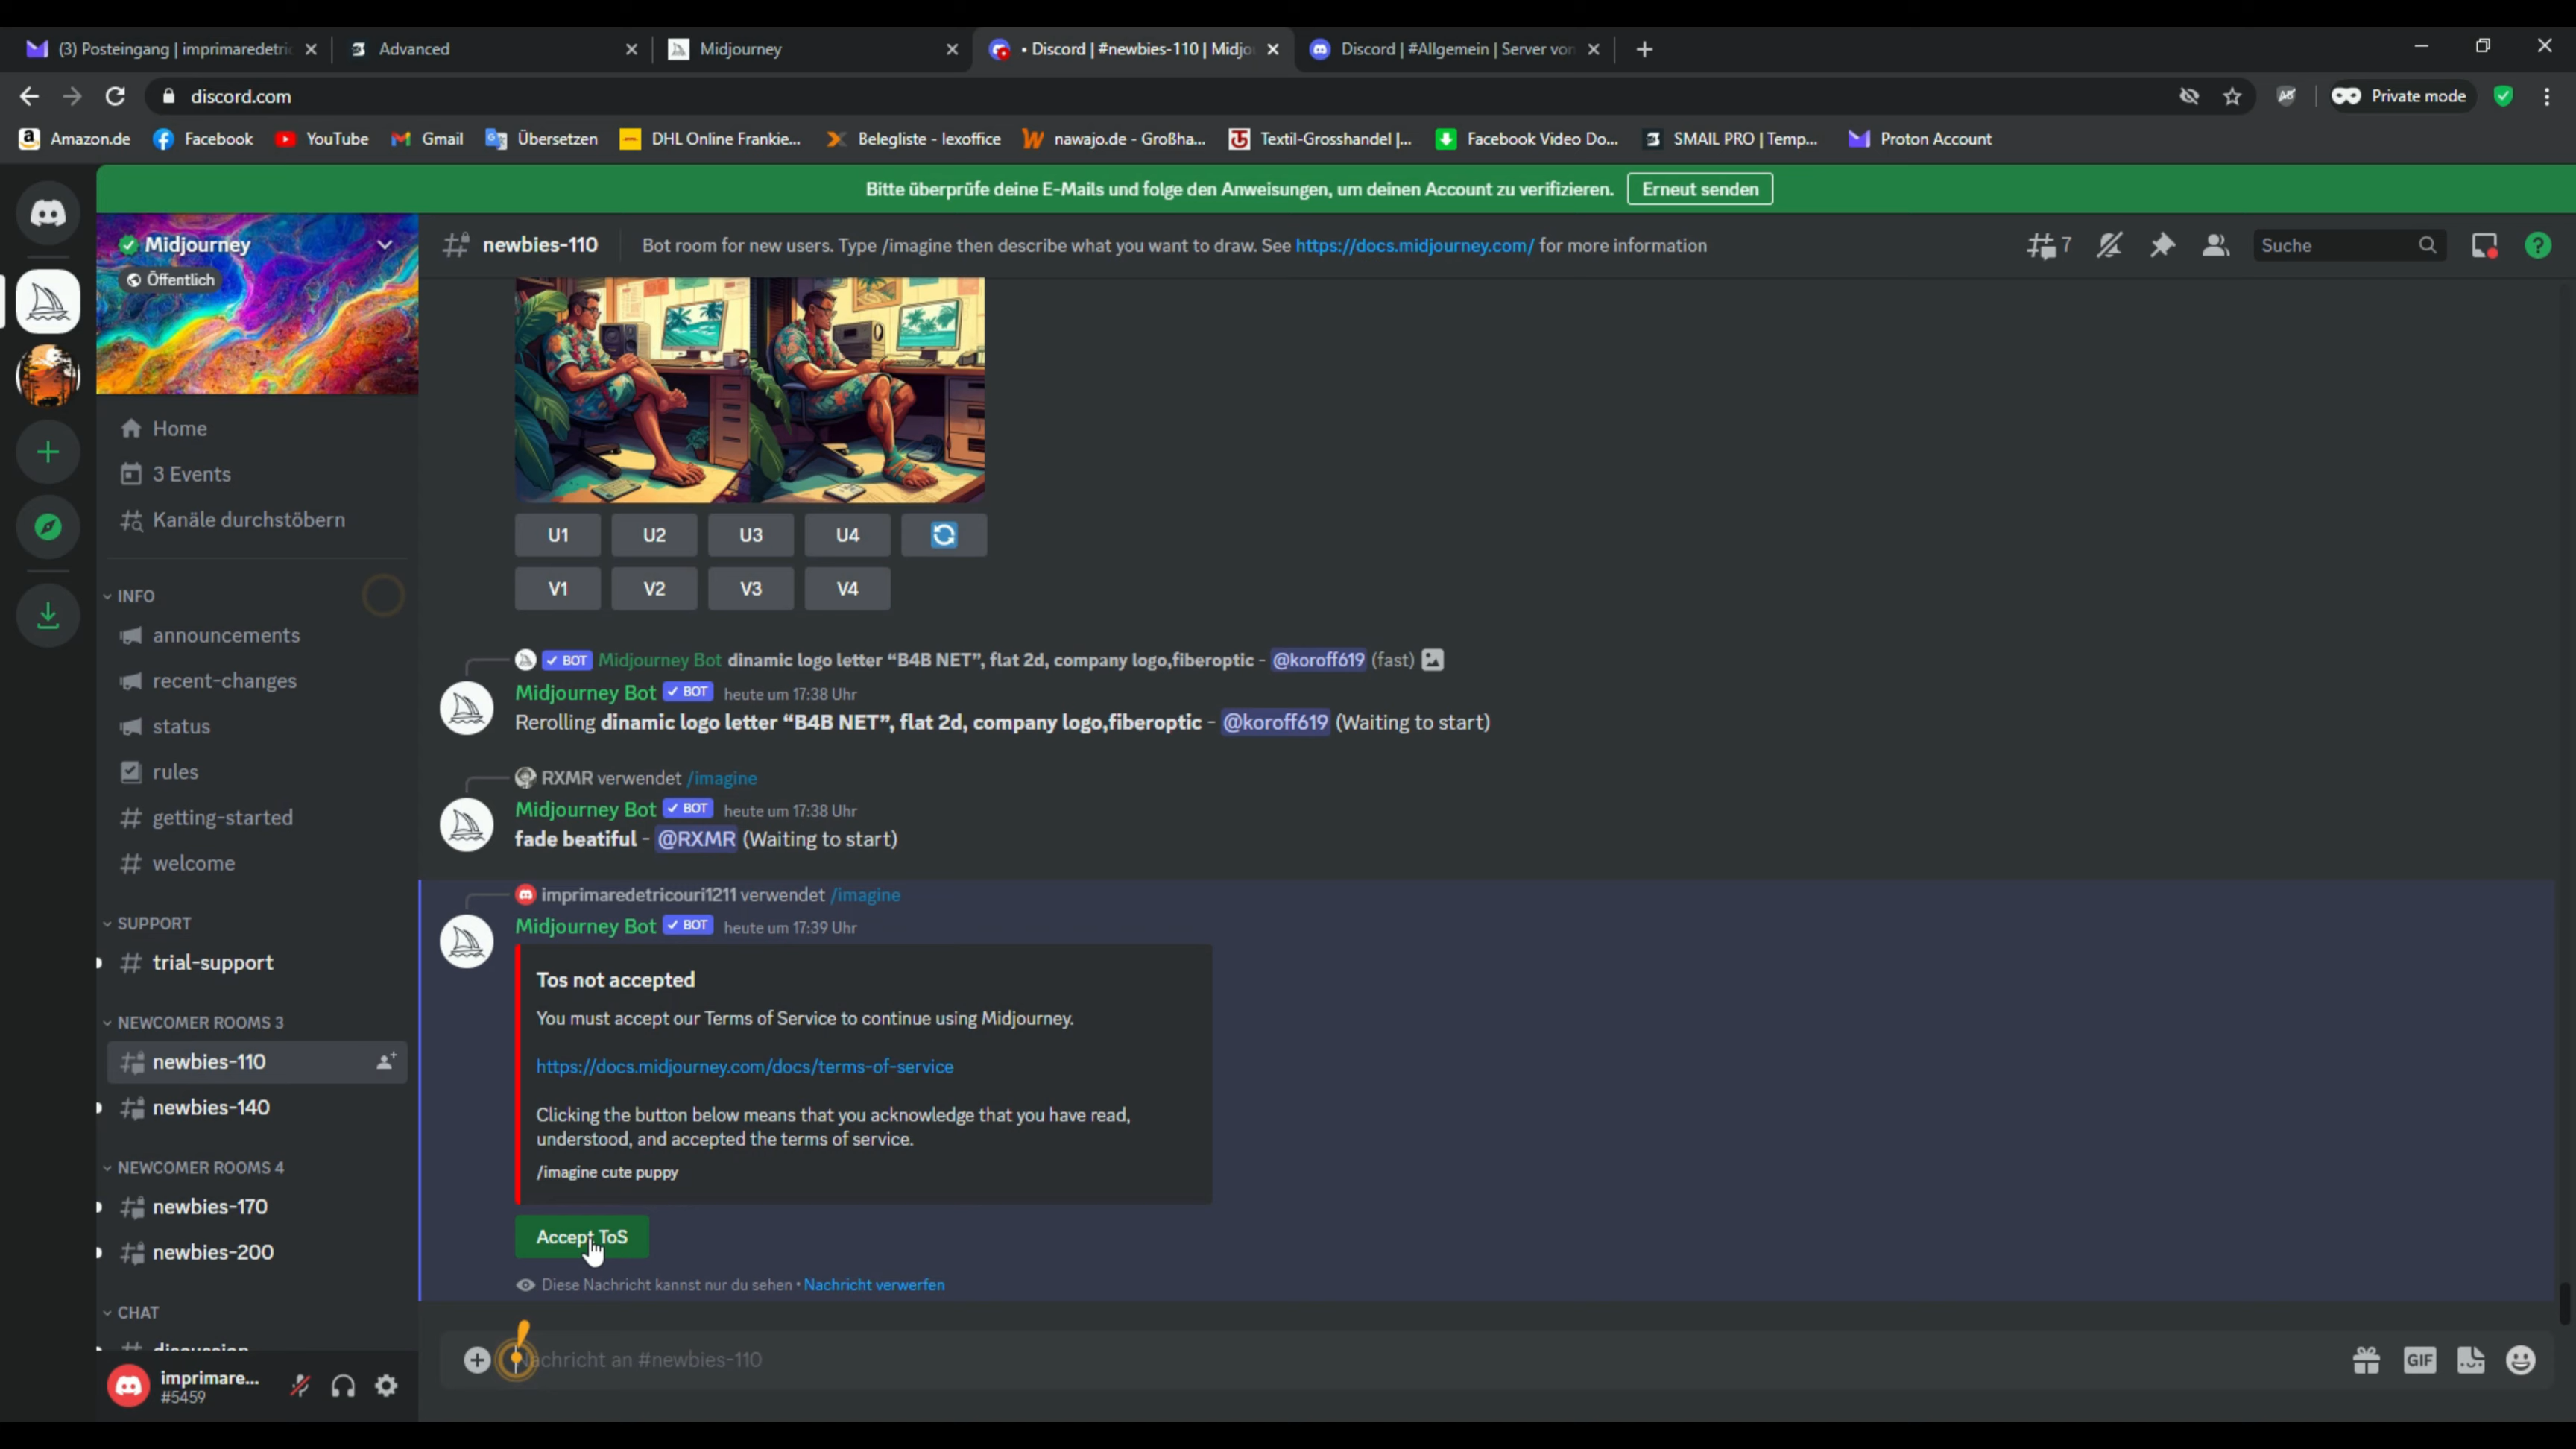 (3) Posteingang | imprimaredetric
Advanced
Midjourney
• Discord | #newbies-110 | Midjo
Discord | #Allgemein | Server von
discord.com
Private mode
Amazon.de
Facebook
YouTube
Gmail
Übersetzen
DHL Online Frankie...
Belegliste - lexoffice
nawajo.de - Großha...
Textil-Grosshandel |...
Facebook Video Do...
SMAIL PRO | Temp...
Proton Account
Bitte überprüfe deine E-Mails und folge den Anweisungen, um deinen Account zu verifizieren.
Erneut senden
Midjourney
Öffentlich
newbies-110
Bot room for new users. Type /imagine then describe what you want to draw. See https://docs.midjourney.com/ for more information
7
Suche
Home
3 Events
Kanäle durchstöbern
INFO
announcements
recent-changes
status
rules
getting-started
welcome
SUPPORT
trial-support
NEWCOMER ROOMS 3
newbies-110
newbies-140
NEWCOMER ROOMS 4
newbies-170
newbies-200
CHAT
discussion
imprimare...
#5459
U1 U2 U3 U4
V1 V2 V3 V4
BOT Midjourney Bot dinamic logo letter “B4B NET”, flat 2d, company logo,fiberoptic - @koroff619 (fast)
Midjourney Bot BOT heute um 17:38 Uhr
Rerolling dinamic logo letter “B4B NET”, flat 2d, company logo,fiberoptic - @koroff619 (Waiting to start)
RXMR verwendet /imagine
Midjourney Bot BOT heute um 17:38 Uhr
fade beatiful - @RXMR (Waiting to start)
imprimaredetricouri1211 verwendet /imagine
Midjourney Bot BOT heute um 17:39 Uhr
Tos not accepted
You must accept our Terms of Service to continue using Midjourney.
https://docs.midjourney.com/docs/terms-of-service
Clicking the button below means that you acknowledge that you have read,
understood, and accepted the terms of service.
/imagine cute puppy
Accept ToS
Diese Nachricht kannst nur du sehen • Nachricht verwerfen
Nachricht an #newbies-110
GIF